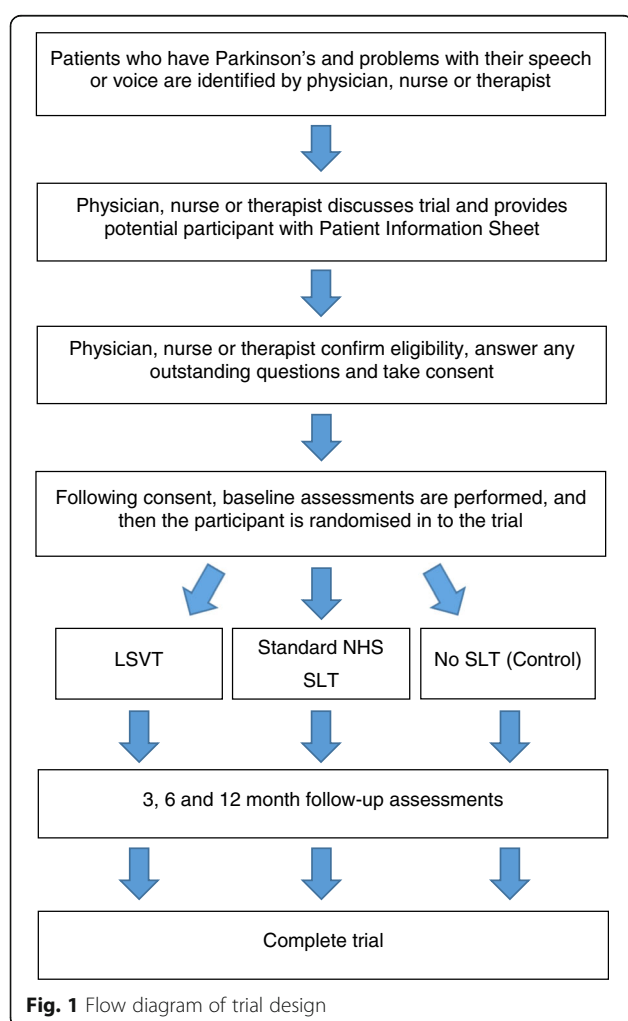 Patients who have Parkinson's and problems with their speech
or voice are identified by physician, nurse or therapist
Physician, nurse or therapist discusses trial and provides
potential participant with Patient Information Sheet
Physician, nurse or therapist confirm eligibility, answer any
outstanding questions and take consent
Following consent, baseline assessments are performed, and
then the participant is randomised in to the trial
LSVT
Standard NHS
SLT
No SLT (Control)
3, 6 and 12 month follow-up assessments
Complete trial
Fig. 1 Flow diagram of trial design